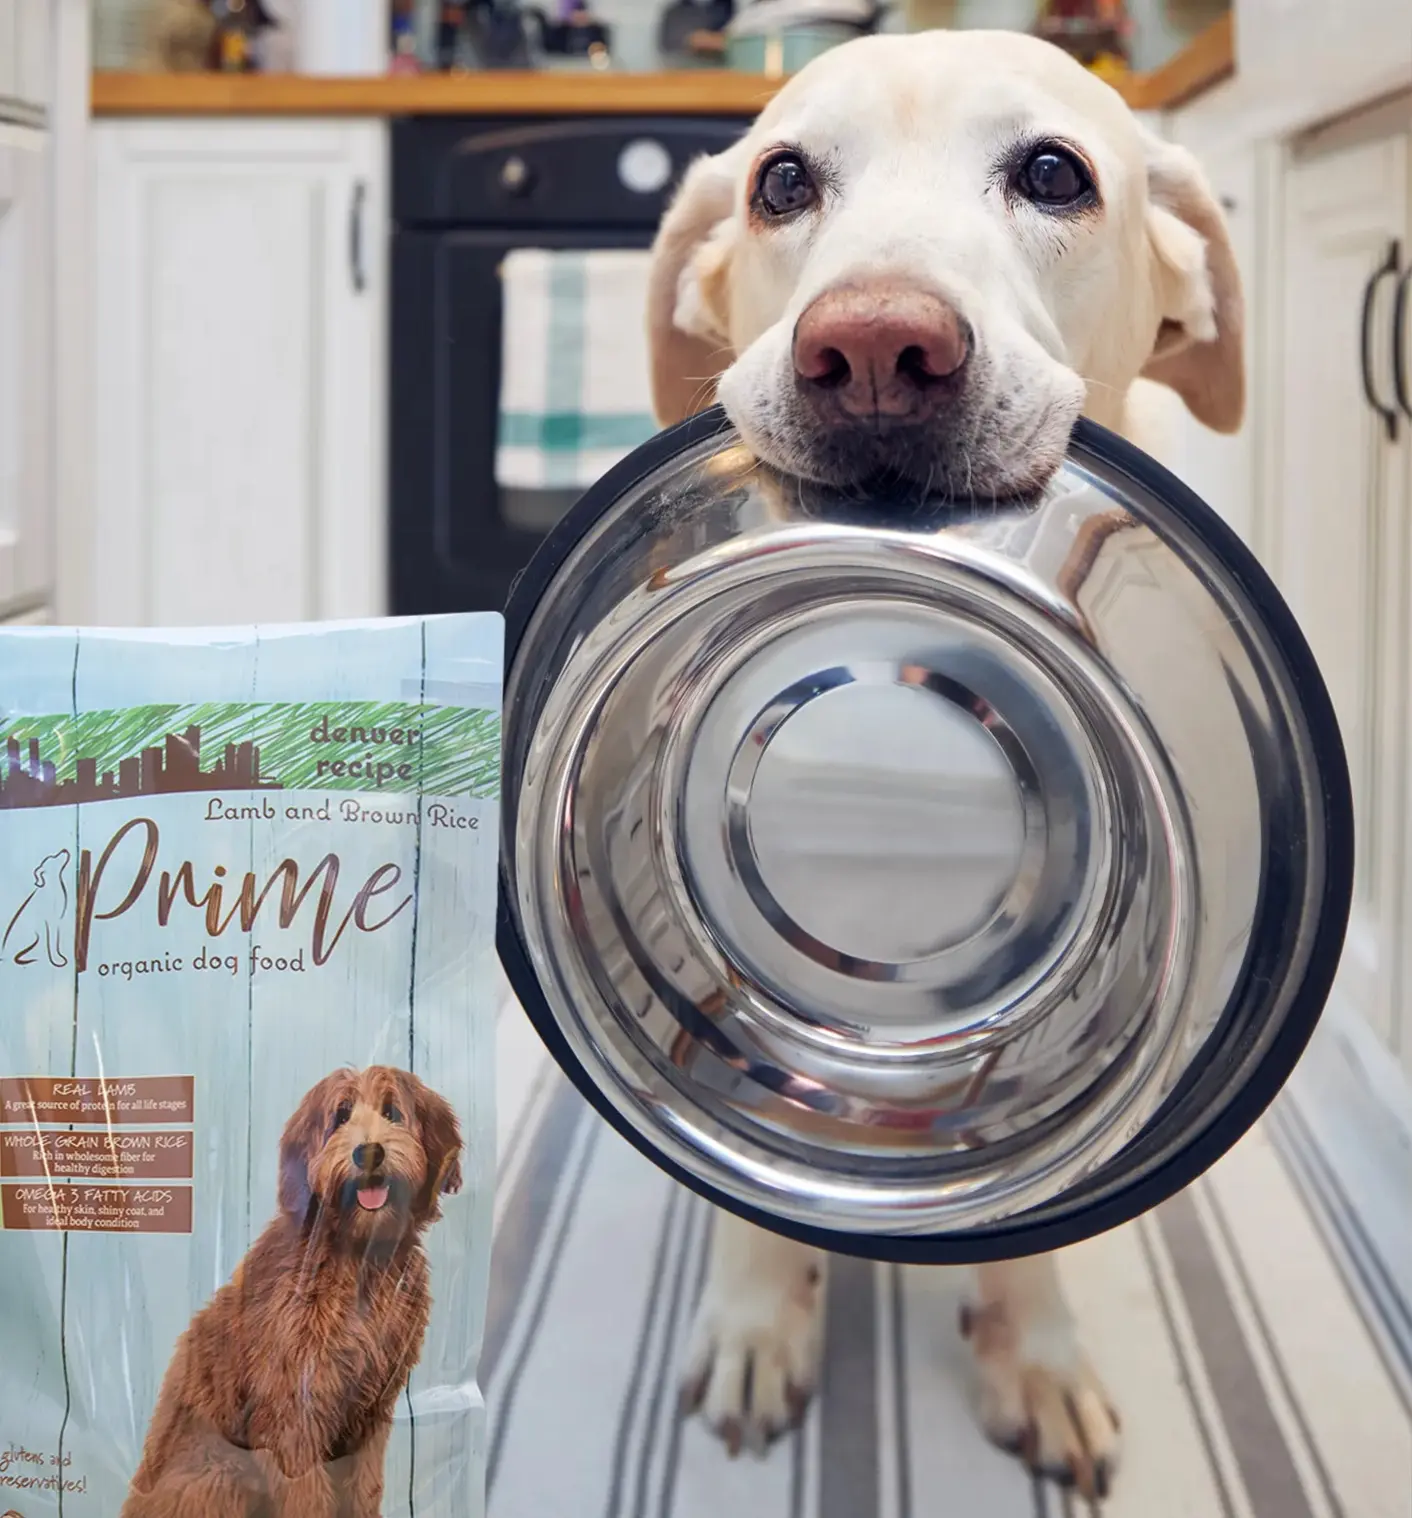 denver
recipe
Lamb and Brown Rice
Prime
organic dog food
REAL LAMB
A great source of protein for all life stages
WHOLE GRAIN BROWN RICE
Rich in wholesome fiber for
healthy digestion
OMEGA 3 FATTY ACIDS
For healthy skin, shiny coat, and
ideal body condition
glutens and
reservatives!